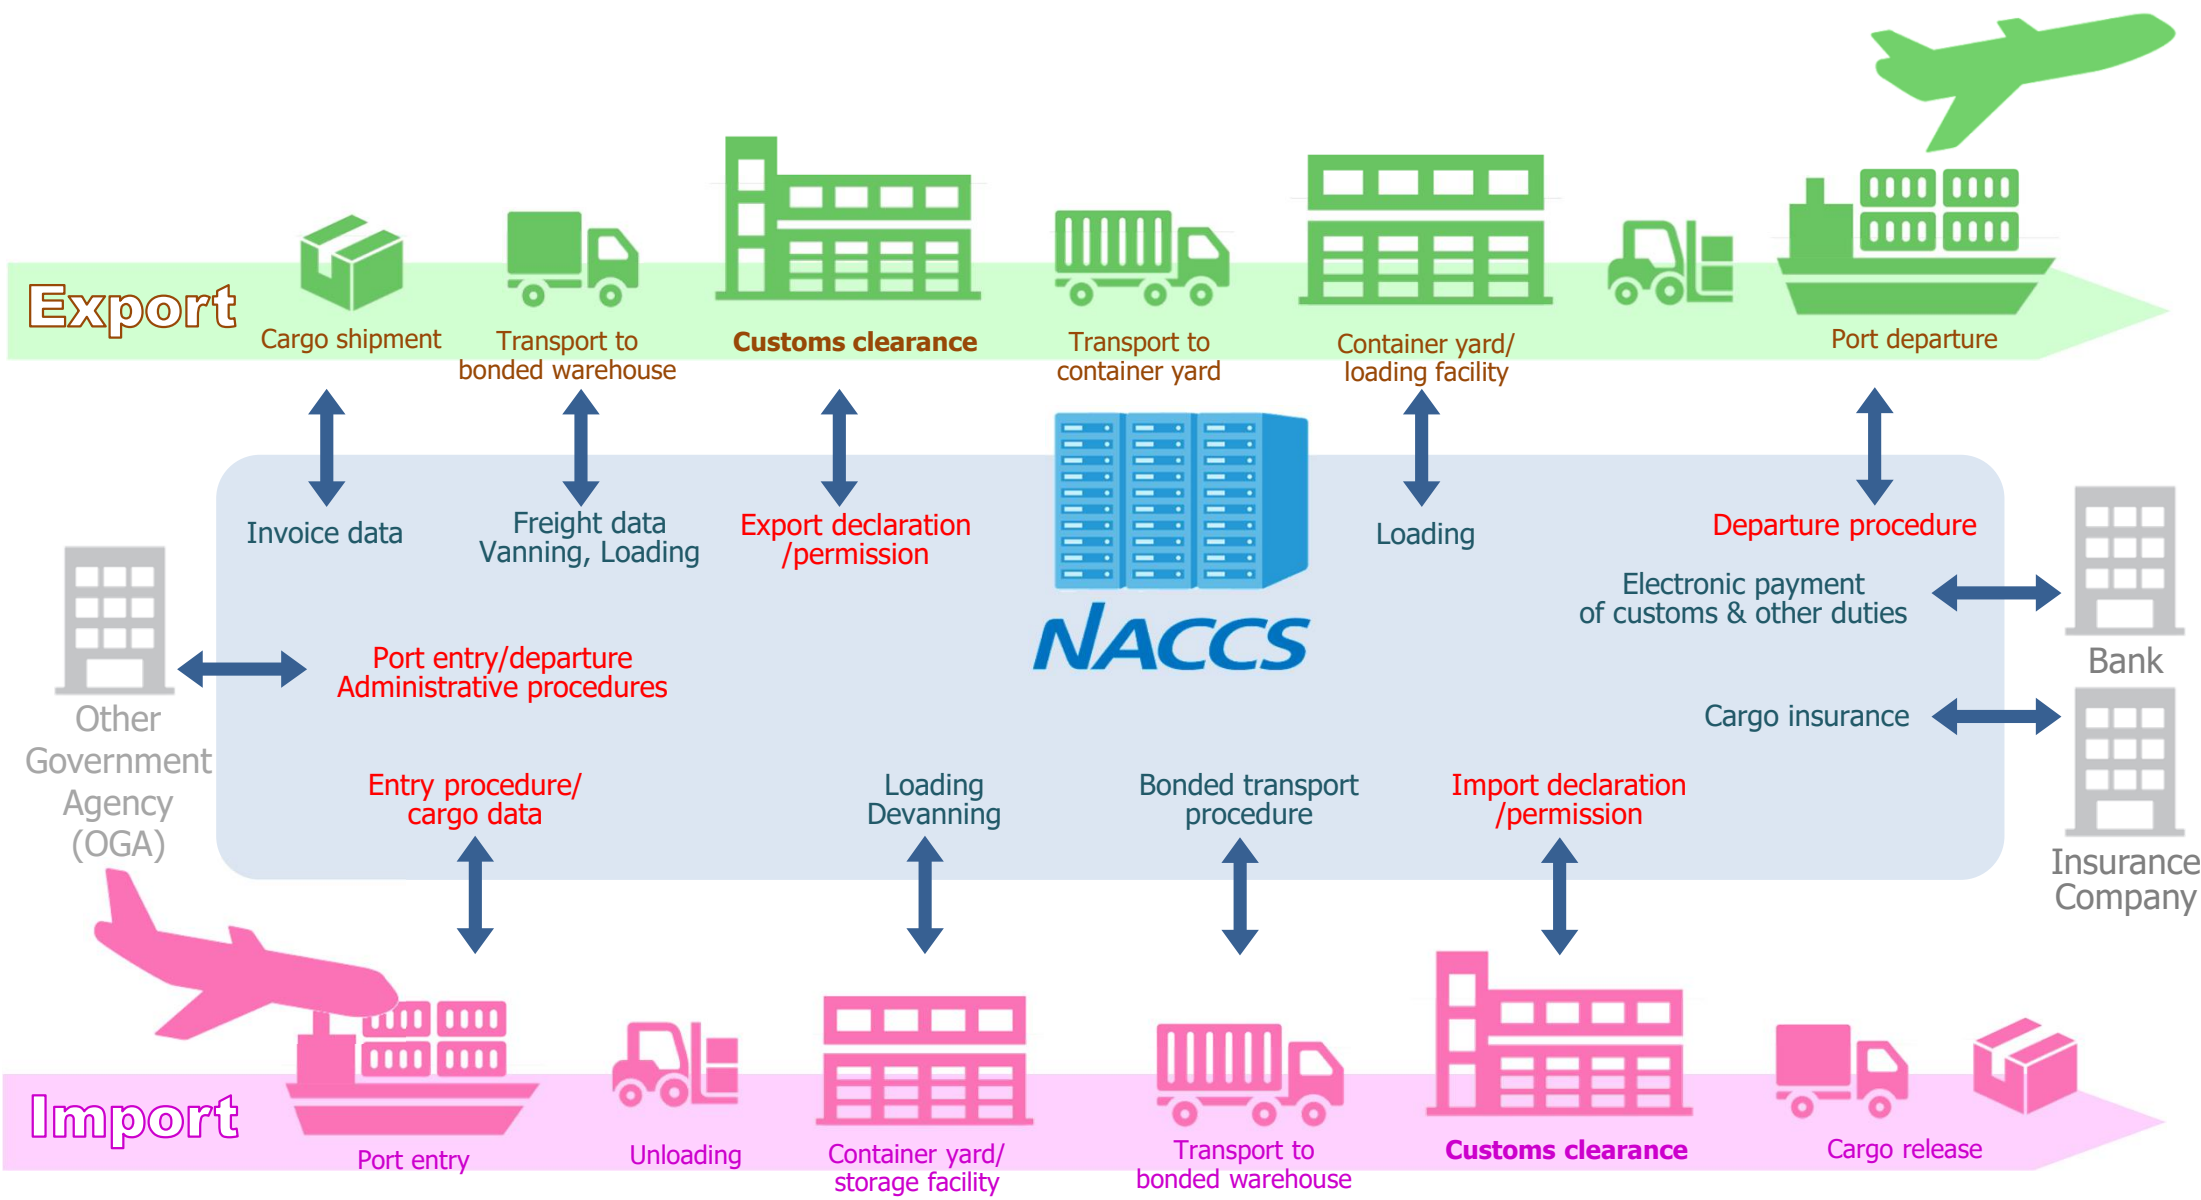 Export
Cargo shipment
Transport to
bonded warehouse
Customs clearance
Transport to
container yard
Container yard/
loading facility
Port departure
Invoice data
Freight data
Vanning, Loading
Export declaration
/permission
Loading
Departure procedure
NACCS
Electronic payment
of customs & other duties
Bank
Port entry/departure
Administrative procedures
Other
Government
Agency
(OGA)
Cargo insurance
Insurance
Company
Entry procedure/
cargo data
Loading
Devanning
Bonded transport
procedure
Import declaration
/permission
Import
Port entry
Unloading
Container yard/
storage facility
Transport to
bonded warehouse
Customs clearance
Cargo release